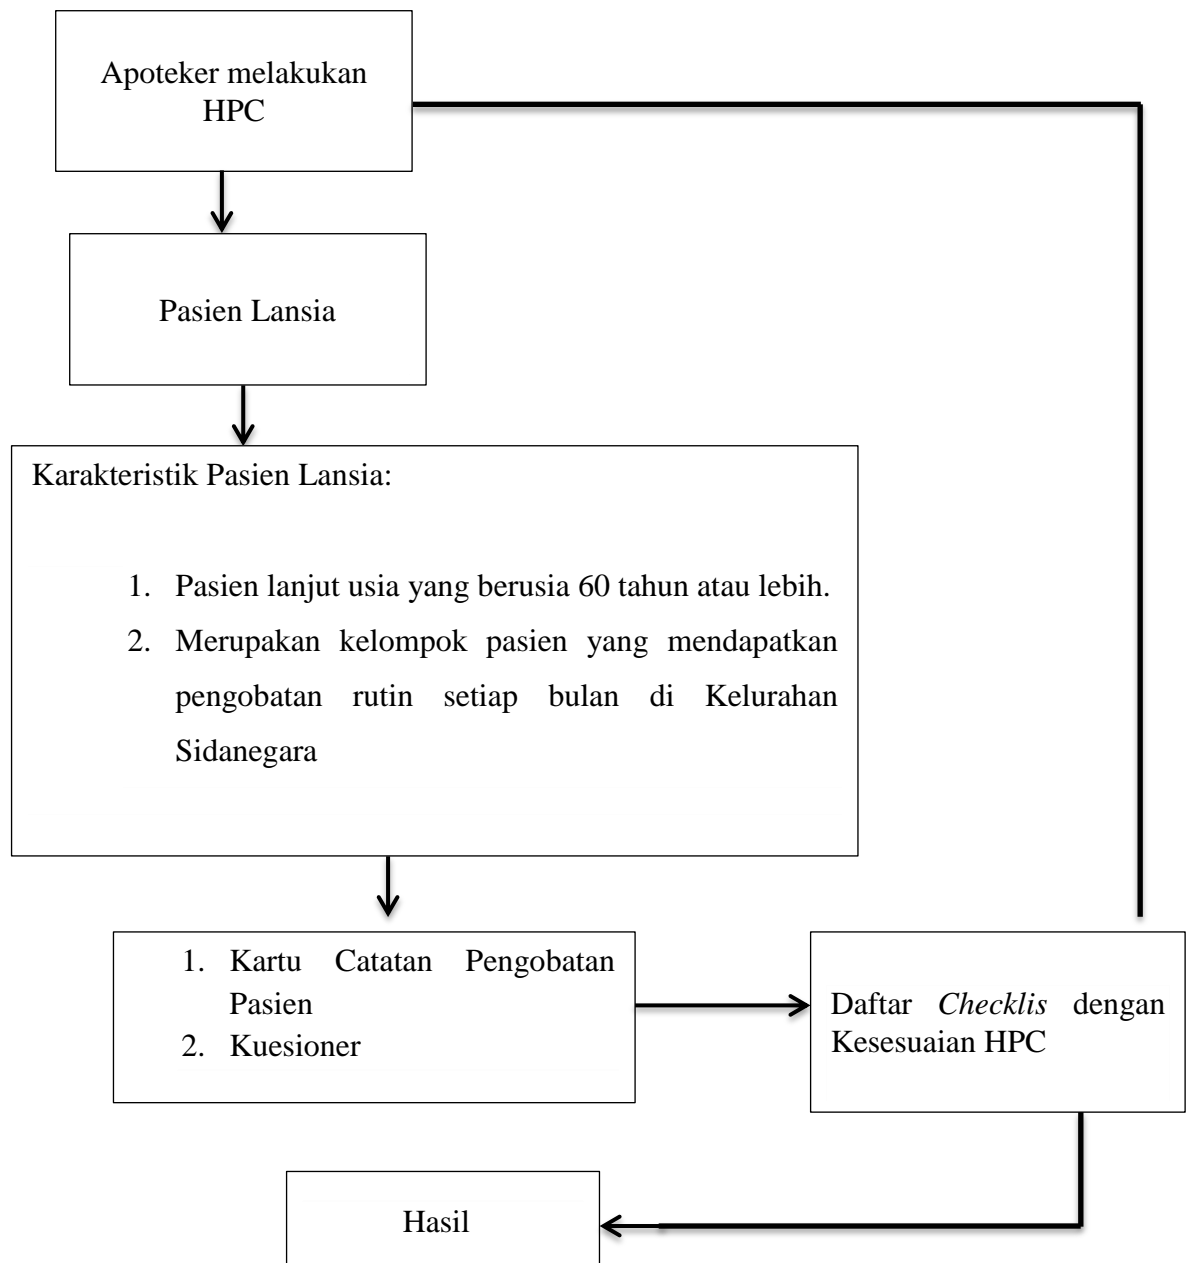 Apoteker melakukan
HPC
Pasien Lansia
Karakteristik Pasien Lansia:
1. Pasien lanjut usia yang berusia 60 tahun atau lebih.
2. Merupakan kelompok pasien yang mendapatkan
pengobatan rutin setiap bulan di Kelurahan
Sidanegara
1. Kartu Catatan Pengobatan
Pasien
2. Kuesioner
Daftar Checklis dengan
Kesesuaian HPC
Hasil